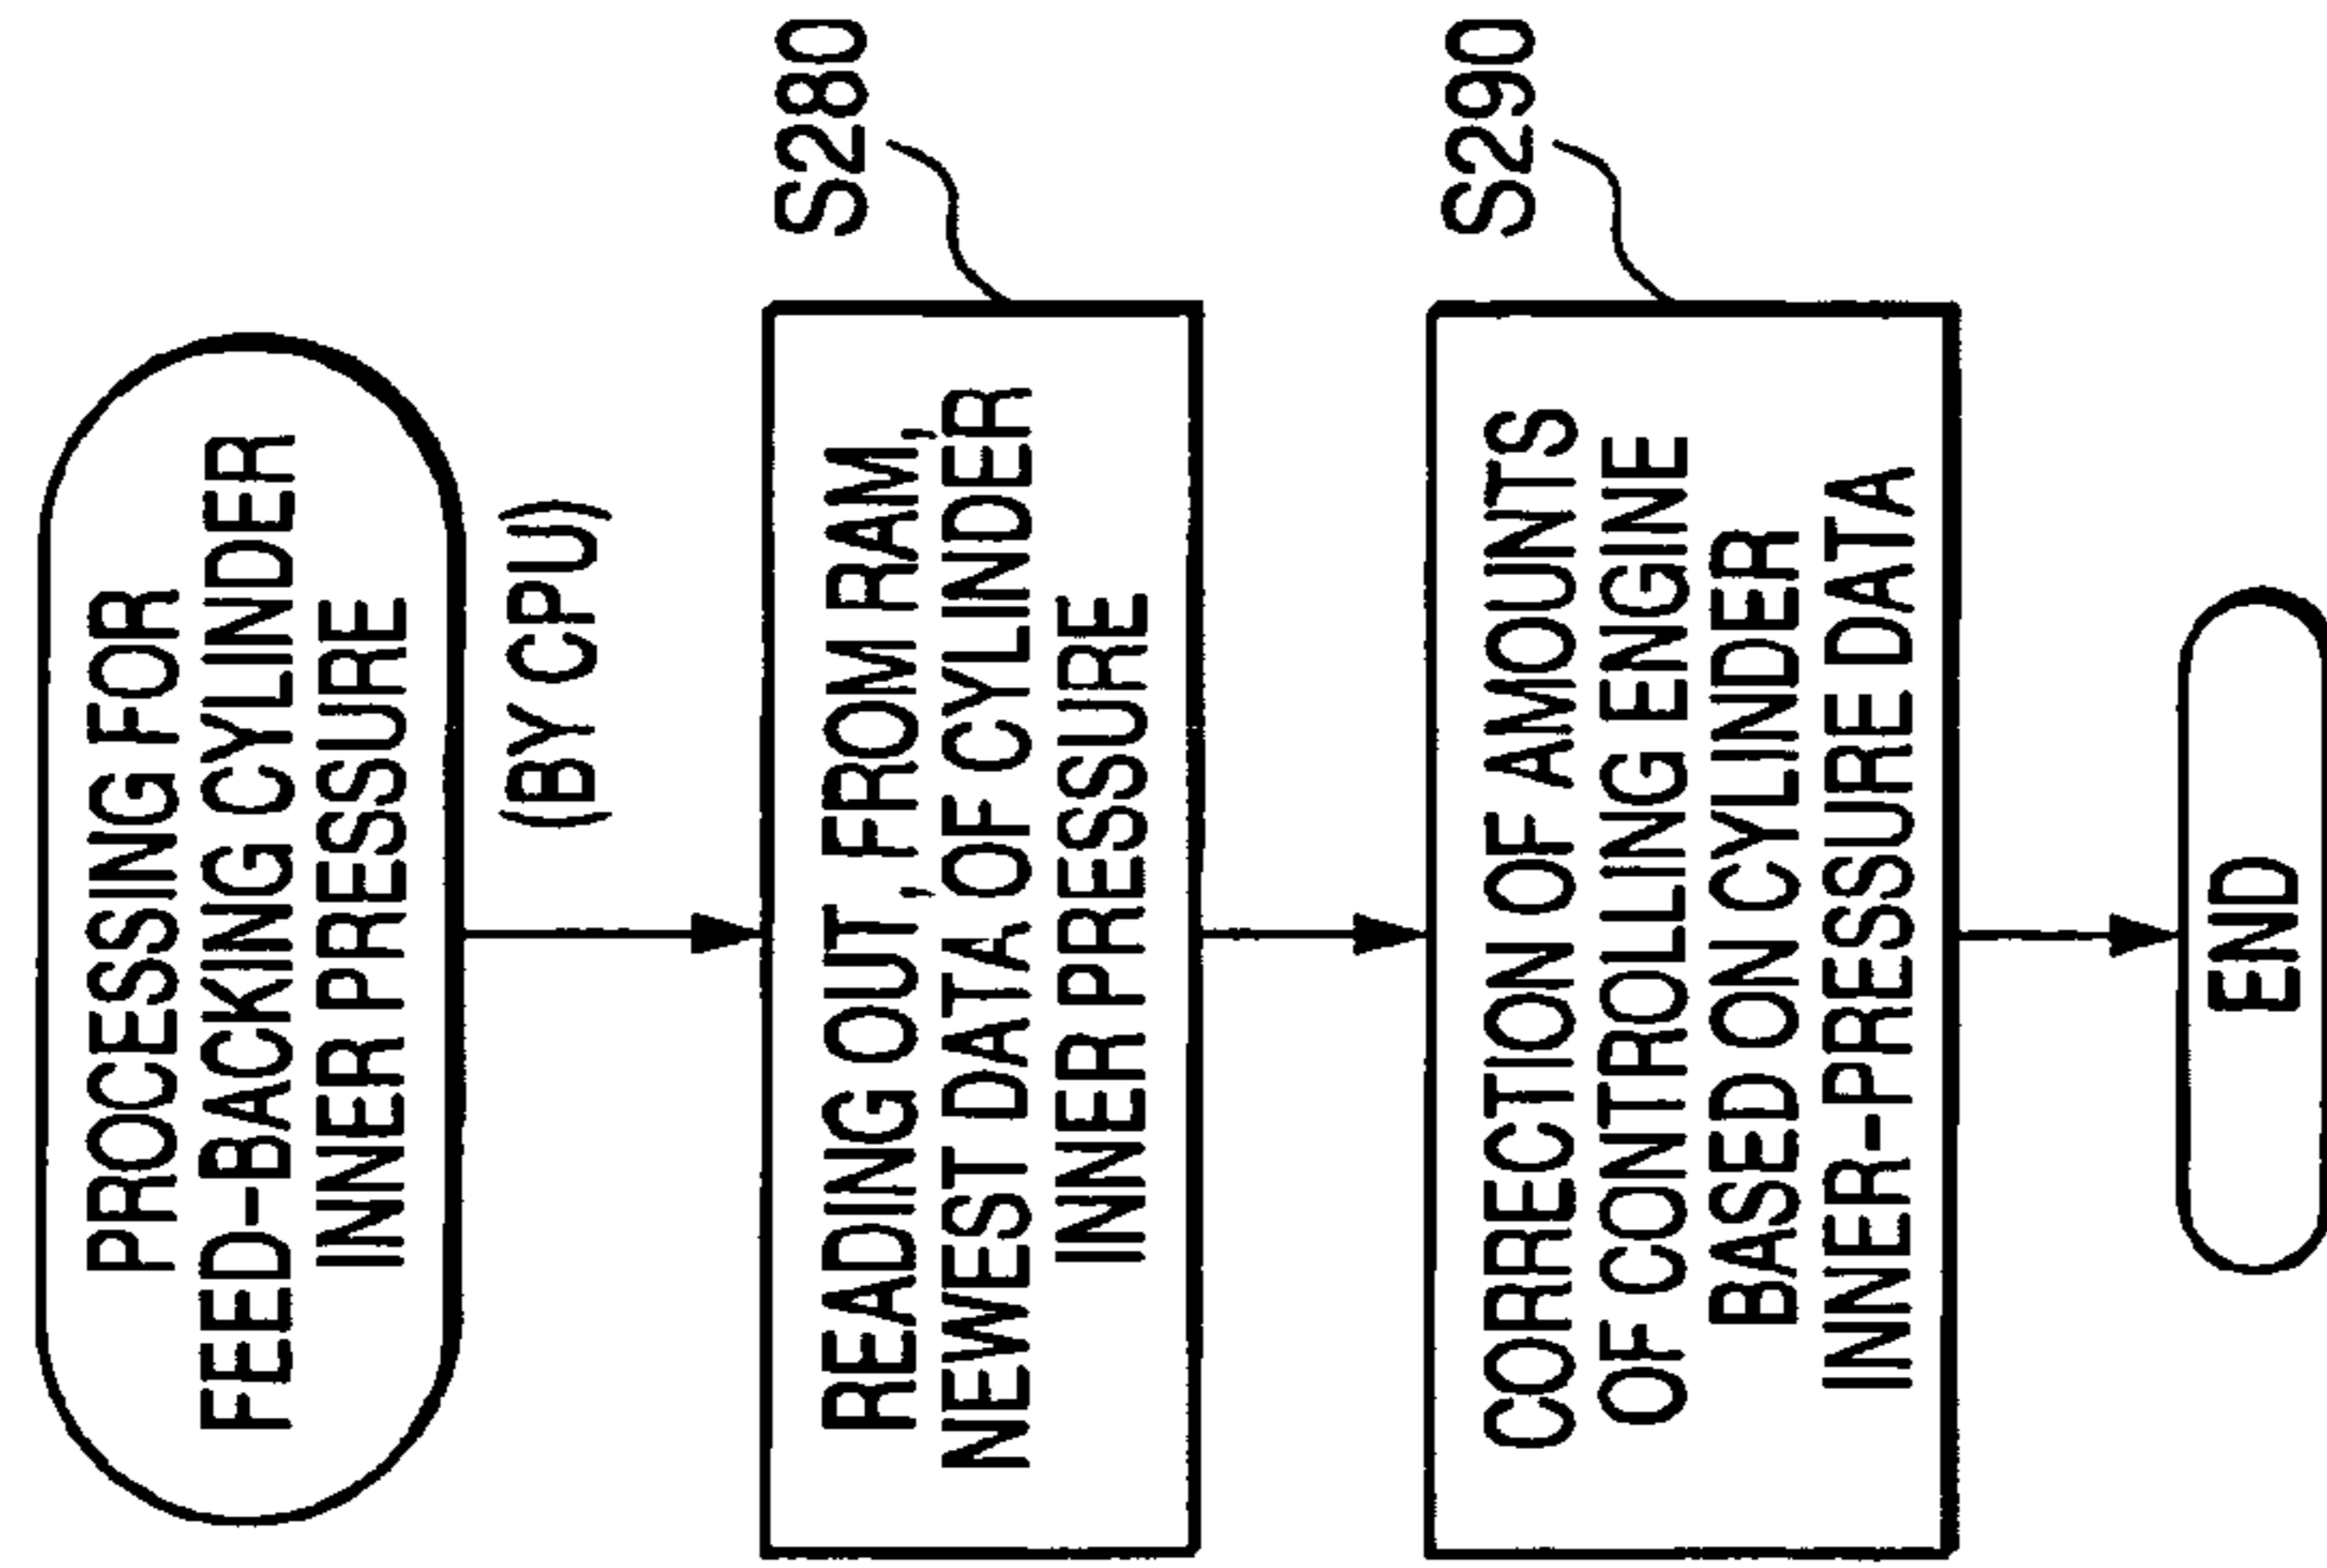 PROCESSING FOR
FEED-BACKING CYLINDER
INNER PRESSURE
(BY CPU)
S280
READING OUT, FROM RAM,
NEWEST DATA OF CYLINDER
INNER PRESSURE
S290
CORRECTION OF AMOUNTS
OF CONTROLLING ENGINE
BASED ON CYLINDER
INNER-PRESSURE DATA
END